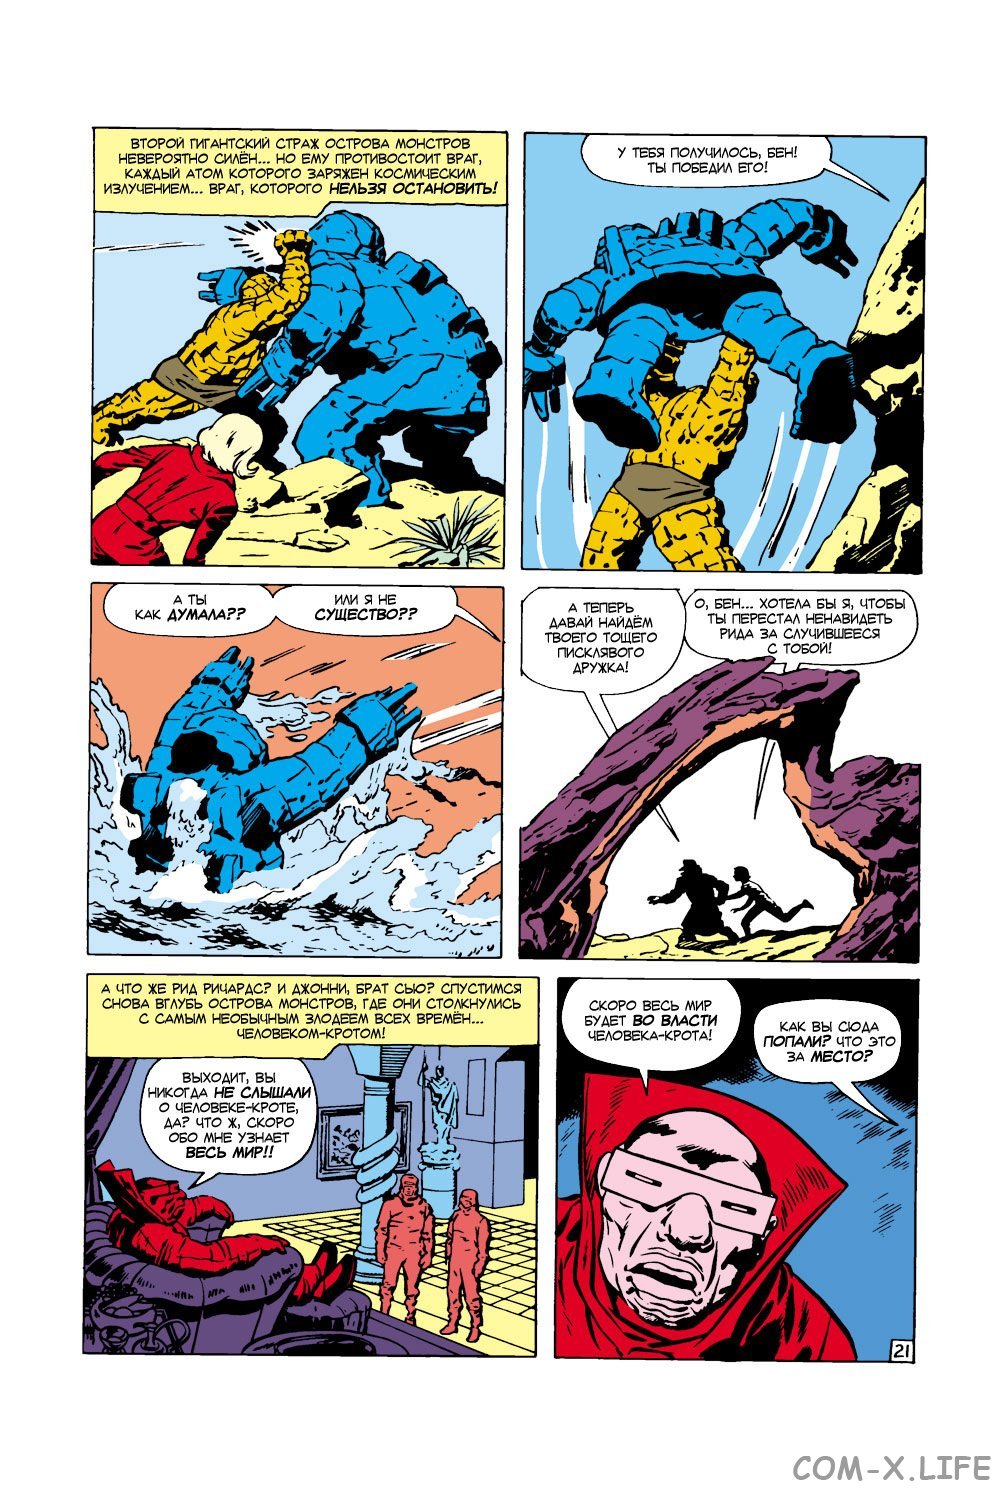 ВТОРОЙ ГИГАНТСКИЙ СТРАЖ ОСТРОВА МОНСТРОВ
НЕВЕРОЯТНО СИЛЁН... НО ЕМУ ПРОТИВОСТОИТ ВРАГ,
КАЖДЫЙ АТОМ КОТОРОГО ЗАРЯЖЕН КОСМИЧЕСКИМ
ИЗЛУЧЕНИЕМ... ВРАГ, КОТОРОГО НЕЛЬЗЯ ОСТАНОВИТЬ!
У ТЕБЯ ПОЛУЧИЛОСЬ, БЕН!
ТЫ ПОБЕДИЛ ЕГО!
А ТЫ
КАК ДУМАЛА??
ИЛИ Я НЕ
СУЩЕСТВО??
А ТЕПЕРЬ
ДАВАЙ НАЙДЁМ
ТВОЕГО ТОЩЕГО
ПИСКЛЯВОГО
ДРУЖКА!
О, БЕН... ХОТЕЛА БЫ Я, ЧТОБЫ
ТЫ ПЕРЕСТАЛ НЕНАВИДЕТЬ
РИДА ЗА СЛУЧИВШЕЕСЯ
С ТОБОЙ!
А ЧТО ЖЕ РИД РИЧАРДС? И ДЖОННИ, БРАТ СЬЮ? СПУСТИМСЯ
СНОВА ВГЛУБЬ ОСТРОВА МОНСТРОВ, ГДЕ ОНИ СТОЛКНУЛИСЬ
С САМЫМ НЕОБЫЧНЫМ ЗЛОДЕЕМ ВСЕХ ВРЕМЁН...
ЧЕЛОВЕКОМ-КРОТОМ!
ВЫХОДИТ, ВЫ
НИКОГДА НЕ СЛЫШАЛИ
О ЧЕЛОВЕКЕ-КРОТЕ,
ДА? ЧТО Ж, СКОРО
ОБО МНЕ УЗНАЕТ
ВЕСЬ МИР!!
СКОРО ВЕСЬ МИР
БУДЕТ ВО ВЛАСТИ
ЧЕЛОВЕКА-КРОТА!
КАК ВЫ СЮДА
ПОПАЛИ? ЧТО ЭТО
ЗА МЕСТО?
21
COM-X.LIFE